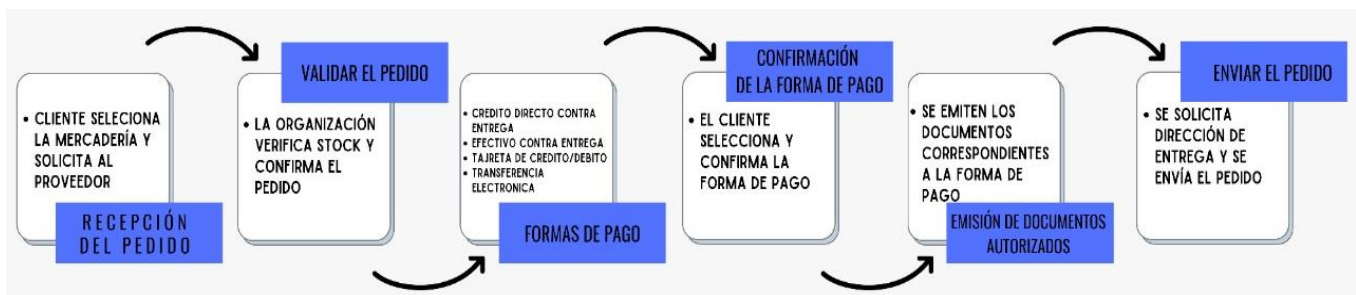 • CLIENTE SELECIONA
LA MERCADERÍA Y
SOLICITA AL
PROVEEDOR
RECEPCIÓN
DEL PEDIDO
VALIDAR EL PEDIDO
• LA ORGANIZACIÓN
VERIFICA STOCK Y
CONFIRMA EL
PEDIDO
• CREDITO DIRECTO CONTRA
ENTREGA
• EFECTIVO CONTRA ENTREGA
• TAJRETA DE CREDITO/DEBITO
• TRANSFERENCIA
ELECTRONICA
FORMAS DE PAGO
CONFIRMACIÓN
DE LA FORMA DE PAGO
• EL CLIENTE
SELECCIONA Y
CONFIRMA LA
FORMA DE PAGO
• SE EMITEN LOS
DOCUMENTOS
CORRESPONDIENTES
A LA FORMA DE
PAGO
EMISIÓN DE DOCUMENTOS
AUTORIZADOS
ENVIAR EL PEDIDO
• SE SOLICITA
DIRECCIÓN DE
ENTREGA Y SE
ENVÍA EL PEDIDO